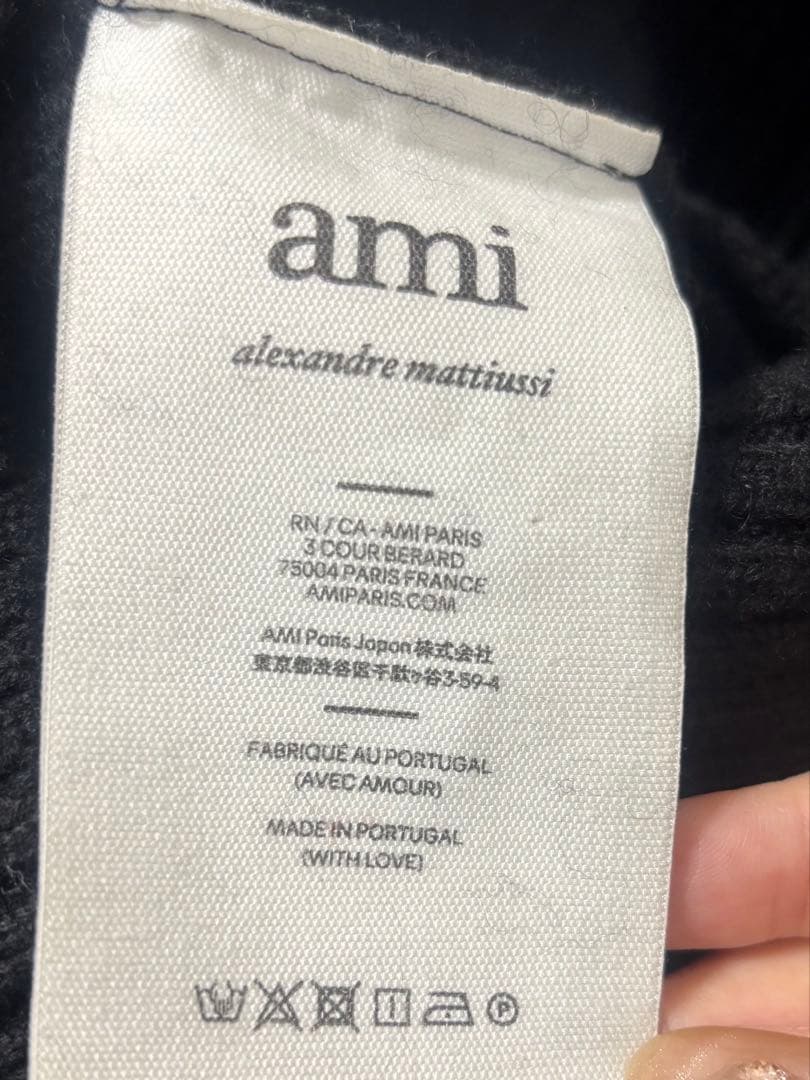 ami
alexandre mattiussi
RN / CA - AMI PARIS
3 COUR BERARD
75004 PARIS FRANCE
AMIPARIS.COM
AMI Paris Japan 株式会社
東京都渋谷区千駄ヶ谷3-59-4
FABRIQUÉ AU PORTUGAL
(AVEC AMOUR)
MADE IN PORTUGAL
(WITH LOVE)
P